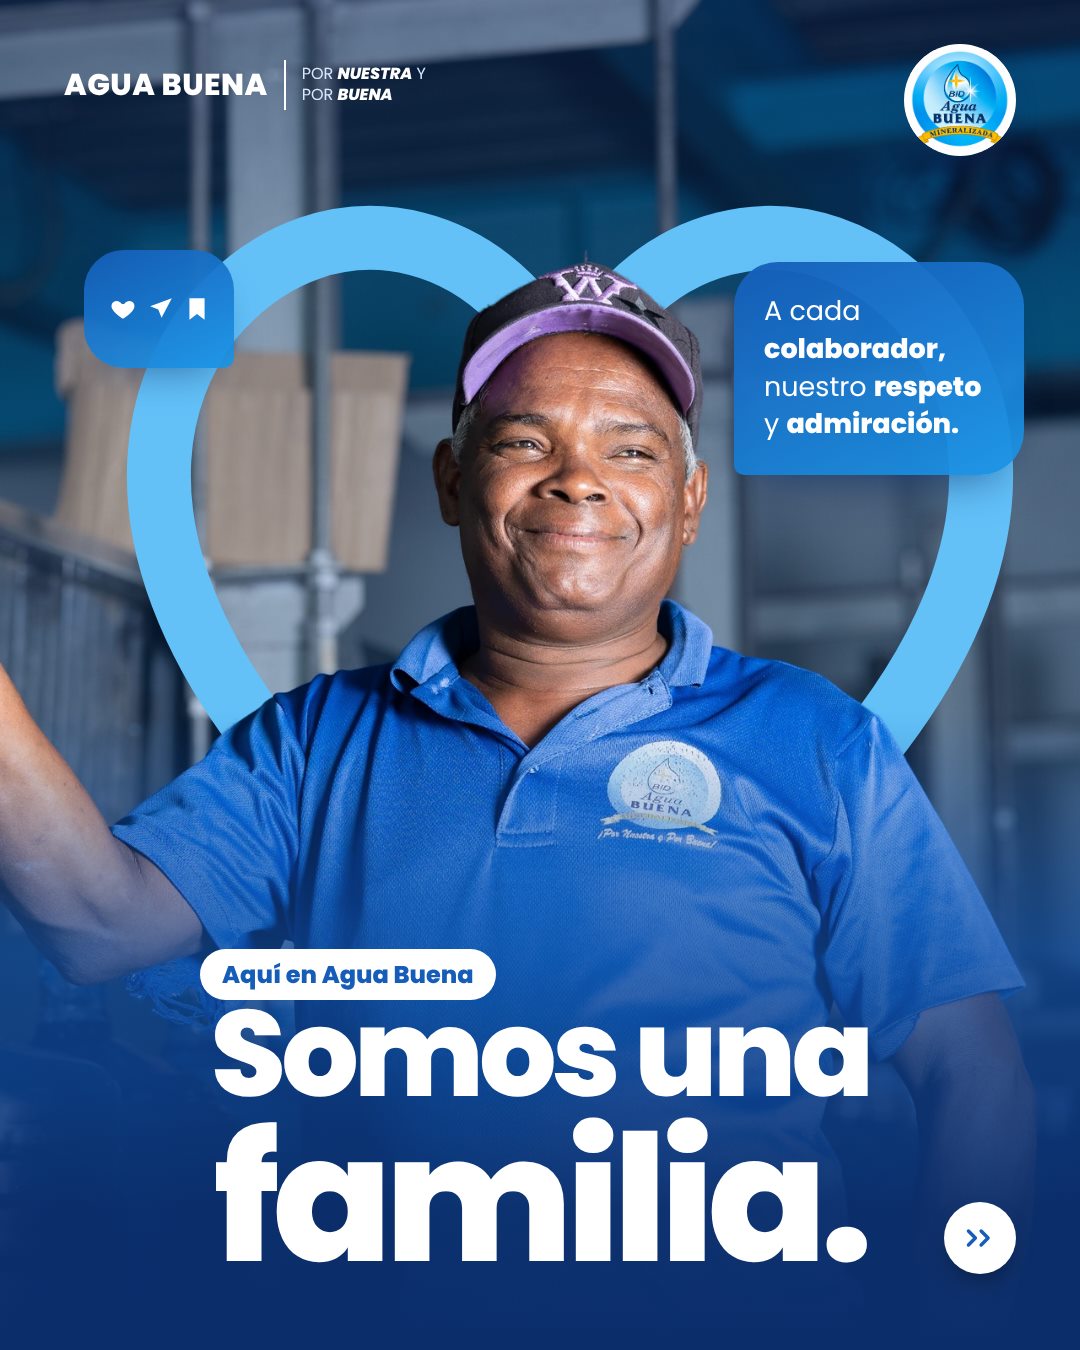 AGUA BUENA
POR NUESTRA Y
POR BUENA
BID
Agua
BUENA
MINERALIZADA
A cada
colaborador,
nuestro respeto
y admiración.
W
BID
Agua
BUENA
¡Por Nuestra y Por Buena!
Aquí en Agua Buena
Somos una
familia.